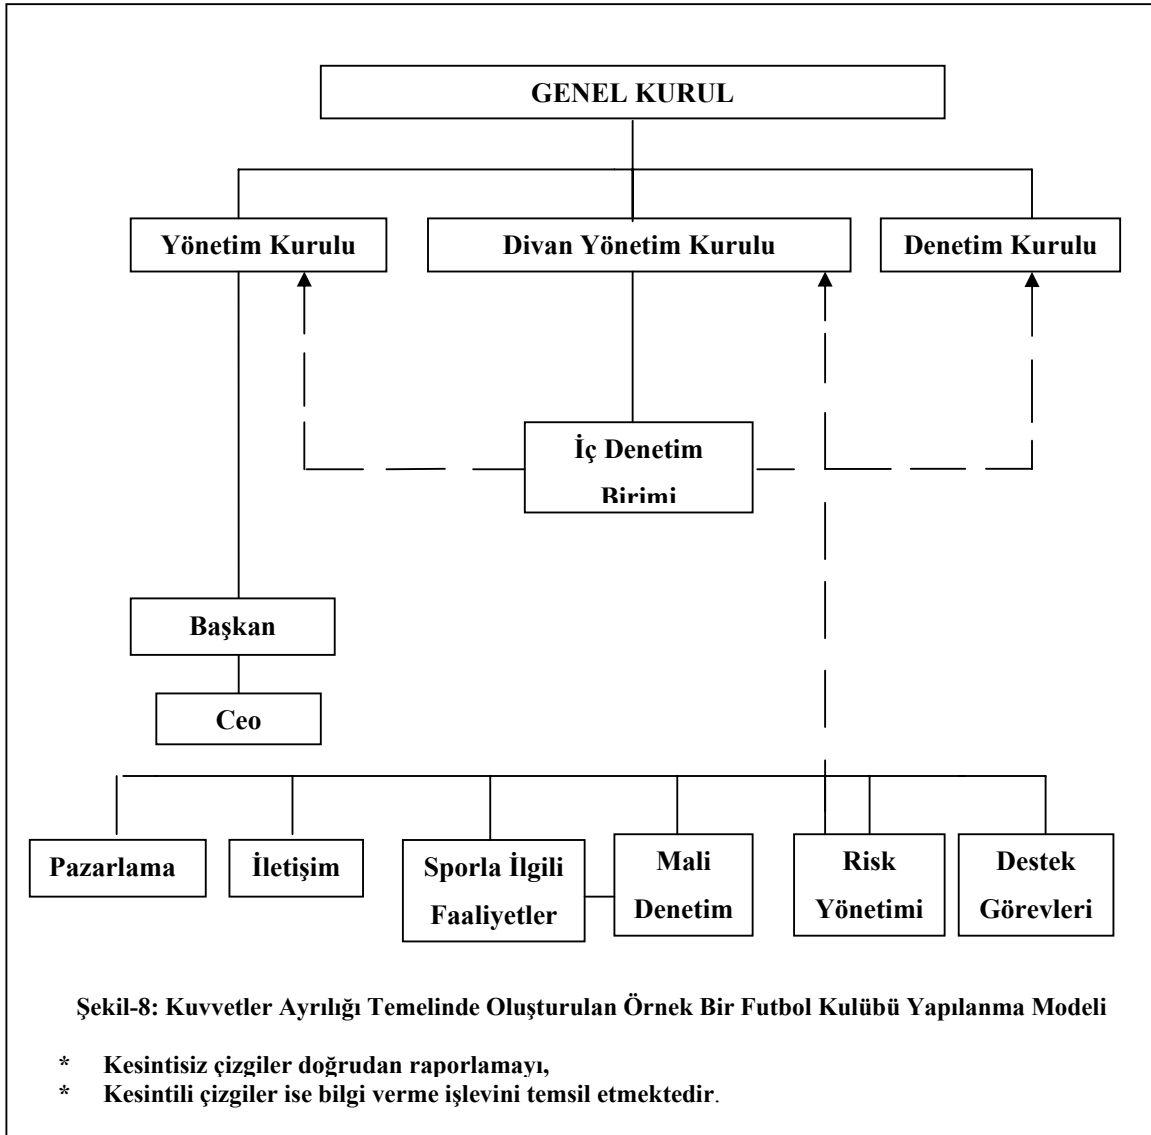 GENEL KURUL
Yönetim Kurulu
Divan Yönetim Kurulu
Denetim Kurulu
İç Denetim
Birimi
Başkan
Ceo
Pazarlama
İletişim
Sporla İlgili
Faaliyetler
Mali
Denetim
Risk
Yönetimi
Destek
Görevleri
Şekil-8: Kuvvetler Ayrılığı Temelinde Oluşturulan Örnek Bir Futbol Kulübü Yapılanma Modeli
* Kesintisiz çizgiler doğrudan raporlamayı,
* Kesintili çizgiler ise bilgi verme işlevini temsil etmektedir.